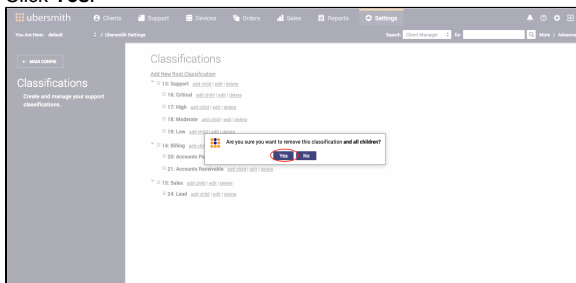 Click Yes.
ubersmith Clients Support Devices Orders Sales Reports Settings
You Are Here: default / Ubersmith Settings Search Client Manager for More | Advanced
← MAIN CONFIG
Classifications
Create and manage your support
classifications.
Classifications
Add New Root Classification
13: Support add child | edit | delete
16: Critical add child | edit | delete
17: High add child | edit | delete
18: Moderate add child | edit | delete
19: Low add child | edit | delete
Are you sure you want to remove this classification and all children?
Yes No
14: Billing add chi
20: Accounts Pa
21: Accounts Receivable add child | edit | delete
15: Sales add child | edit | delete
24: Lead add child | edit | delete